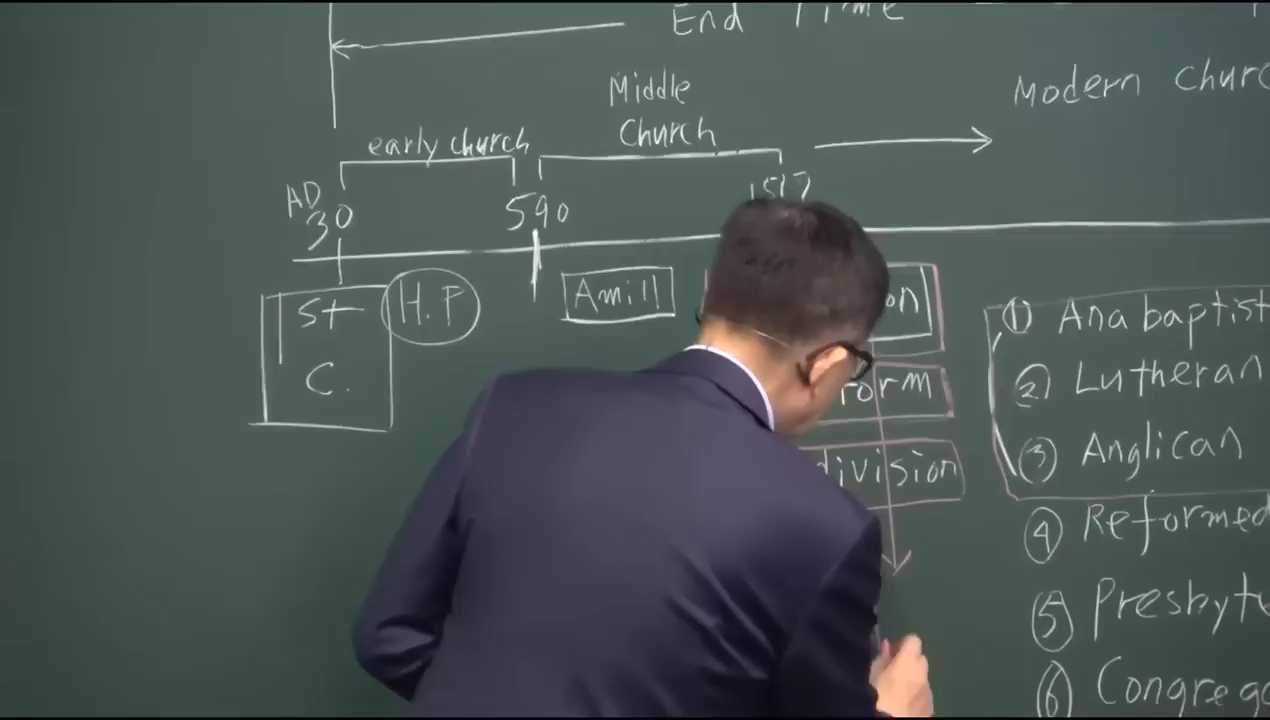 End Time
Modern Churc
Middle
Church
early church
AD
30
590
1517
St
C.
H.P
Amill
on
orm
division
① Anabaptist
② Lutheran
③ Anglican
④ Reformed
⑤ Presbyte
⑥ Congrega